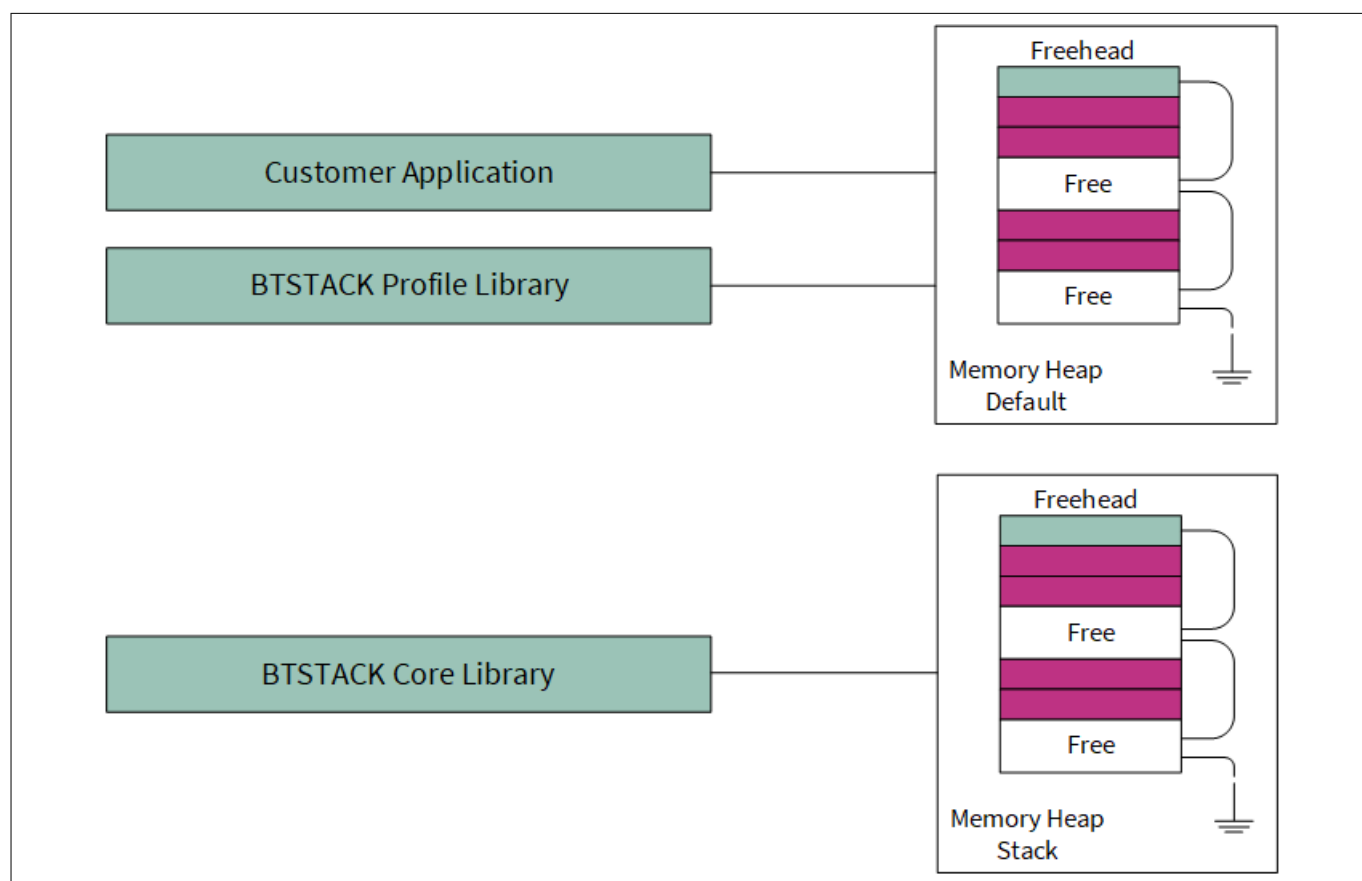 Freehead
Customer Application
Free
BTSTACK Profile Library
Free
Memory Heap
Default
Freehead
Free
BTSTACK Core Library
Free
Memory Heap
Stack